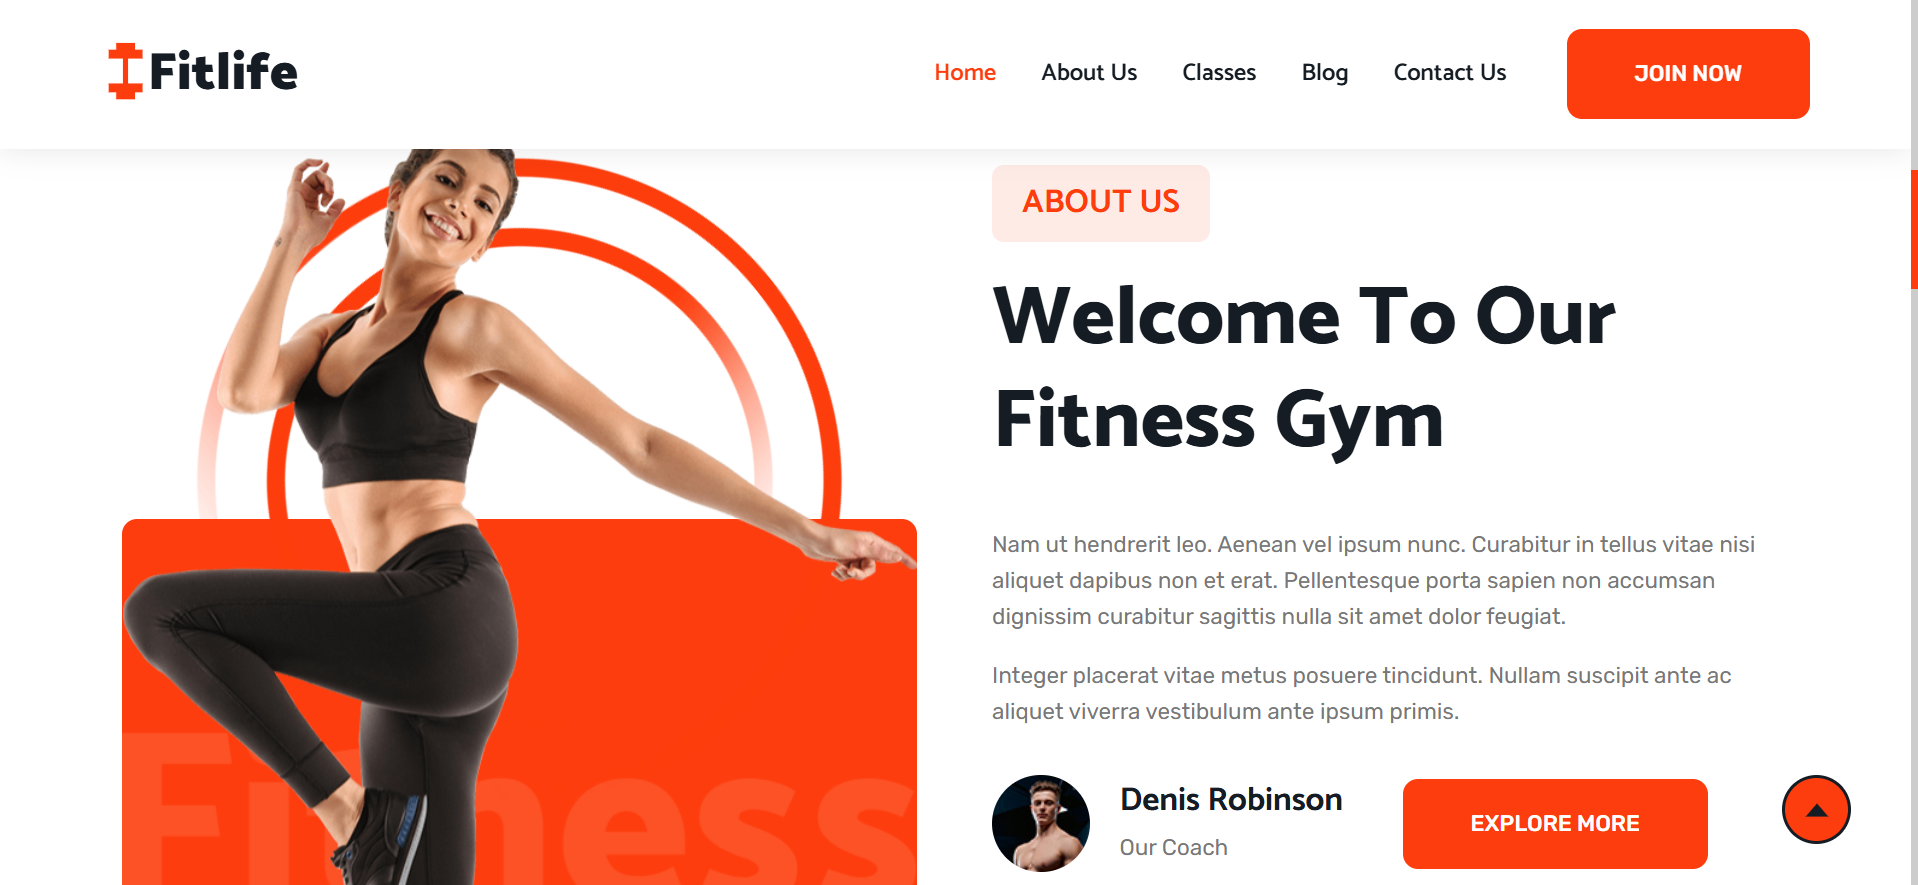 Fitlife
Home About Us Classes Blog Contact Us JOIN NOW
ABOUT US
Welcome To Our
Fitness Gym
Nam ut hendrerit leo. Aenean vel ipsum nunc. Curabitur in tellus vitae nisi
aliquet dapibus non et erat. Pellentesque porta sapien non accumsan
dignissim curabitur sagittis nulla sit amet dolor feugiat.
Integer placerat vitae metus posuere tincidunt. Nullam suscipit ante ac
aliquet viverra vestibulum ante ipsum primis.
Denis Robinson
Our Coach
EXPLORE MORE
Fitness